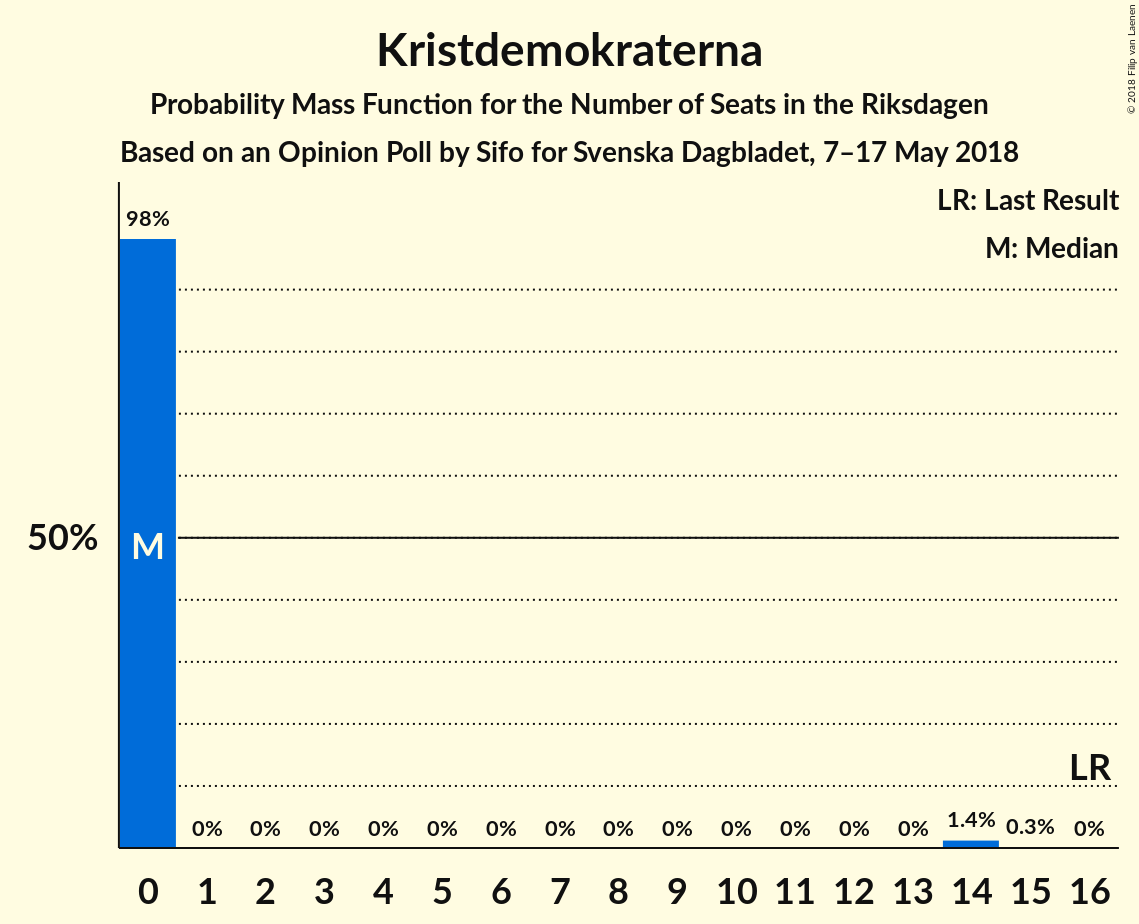 Kristdemokraterna
Probability Mass Function for the Number of Seats in the Riksdagen
Based on an Opinion Poll by Sifo for Svenska Dagbladet, 7–17 May 2018
© 2018 Filip van Laenen
LR: Last Result
M: Median
98%
50%
M
LR
0% 0% 0% 0% 0% 0% 0% 0% 0% 0% 0% 0% 0% 1.4% 0.3% 0%
0 1 2 3 4 5 6 7 8 9 10 11 12 13 14 15 16